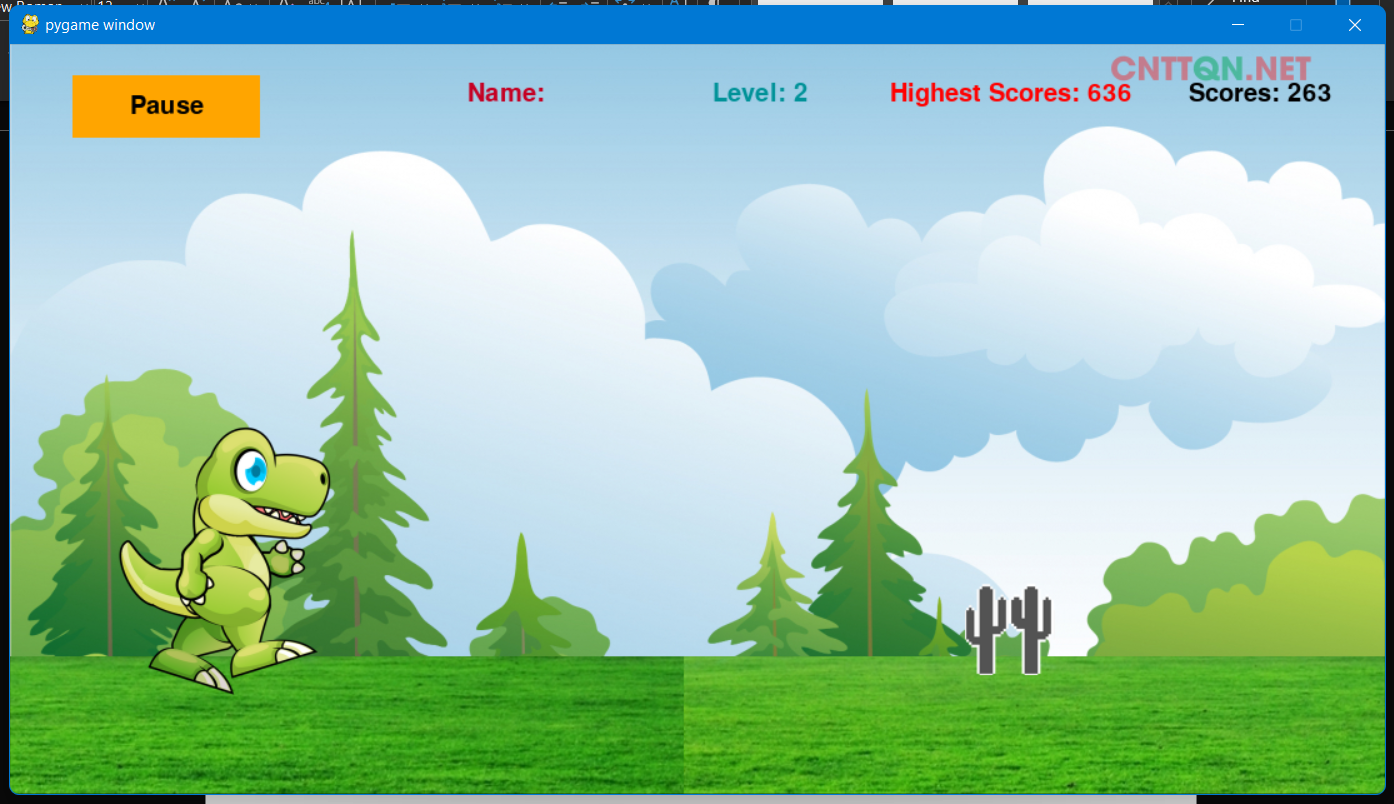 pygame window
CNTTQN.NET
Pause
Name:
Level: 2
Highest Scores: 636
Scores: 263